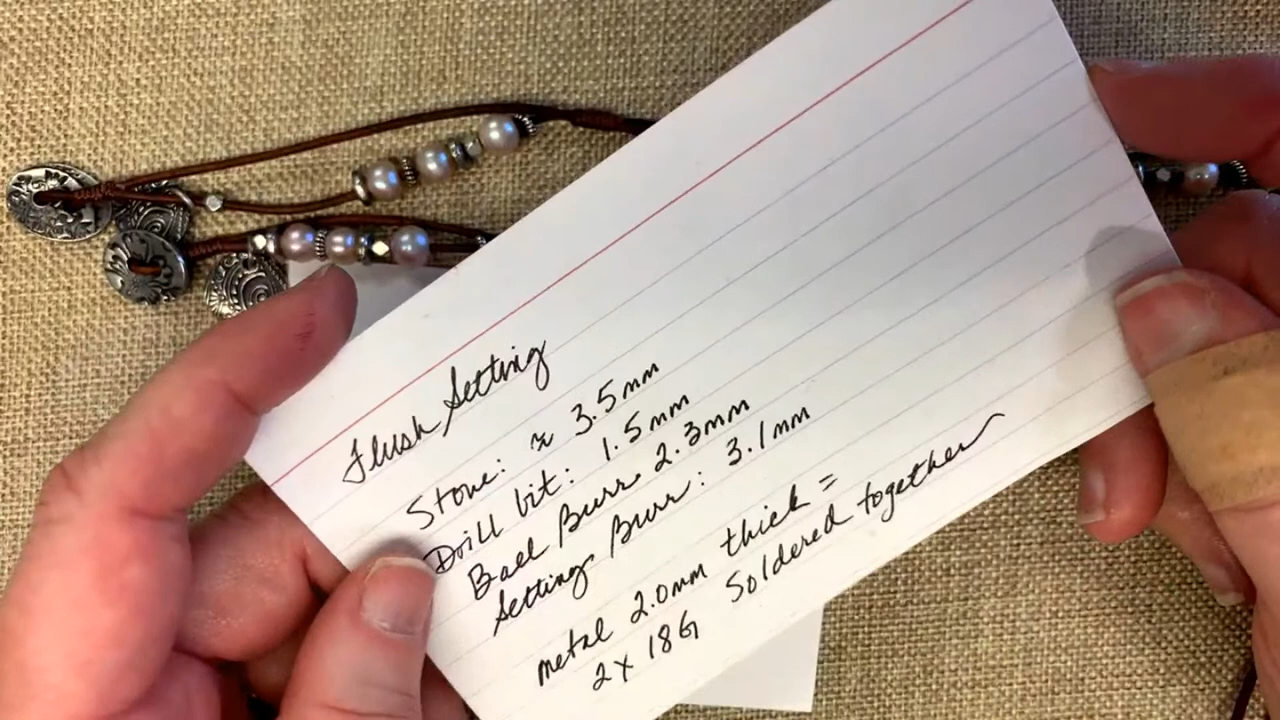 Flush Setting
Stone: ≈ 3.5mm
Drill bit: 1.5mm
Ball Burr 2.3mm
Setting Burr: 3.1mm
metal 2.0mm thick =
2x 18G Soldered together